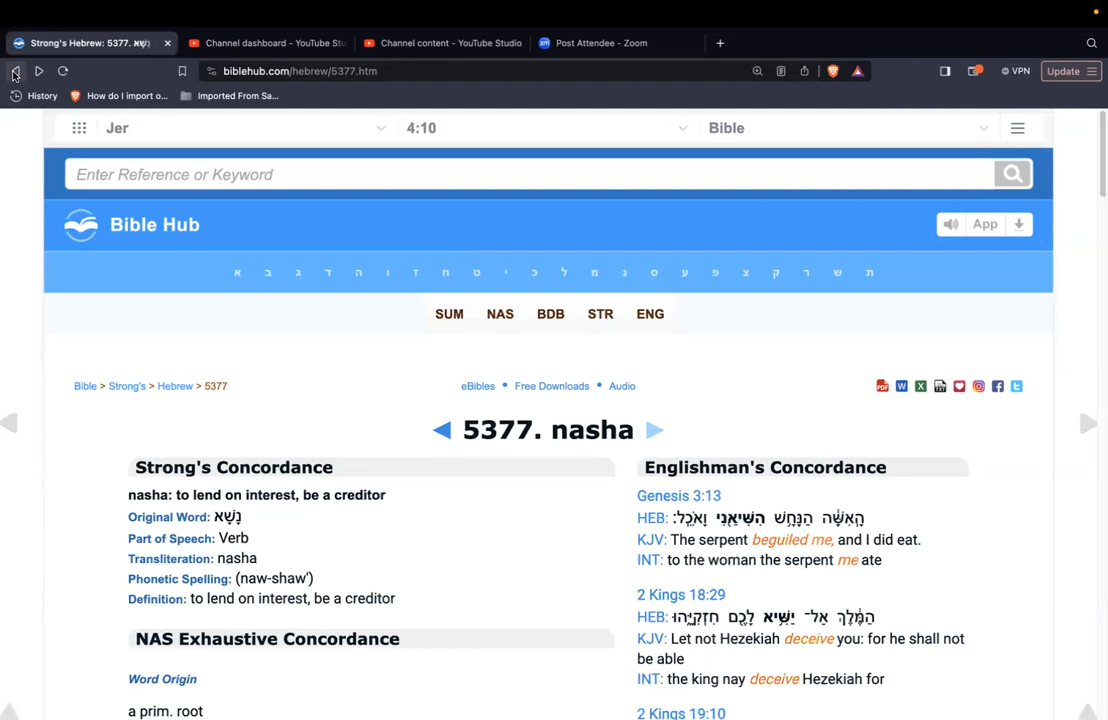 Strong's Hebrew: 5377. נָשָׁא
Channel dashboard - YouTube Stu
Channel content - YouTube Studio
Post Attendee - Zoom
biblehub.com/hebrew/5377.htm
VPN
Update
History
How do I import o...
Imported From Sa...
Jer
4:10
Bible
Enter Reference or Keyword
Bible Hub
App
א ב ג ד ה ו ז ח ט י כ ל מ נ ס ע פ צ ק ר ש ת
SUM NAS BDB STR ENG
Bible > Strong's > Hebrew > 5377
eBibles • Free Downloads • Audio
◄ 5377. nasha ►
Strong's Concordance
nasha: to lend on interest, be a creditor
Original Word: נָשָׁא
Part of Speech: Verb
Transliteration: nasha
Phonetic Spelling: (naw-shaw')
Definition: to lend on interest, be a creditor
NAS Exhaustive Concordance
Word Origin
a prim. root
Englishman's Concordance
Genesis 3:13
HEB: הָֽאִשָּׁ֔ה הַנָּחָ֥שׁ הִשִּׁיאַ֖נִי וָאֹכֵֽל׃
KJV: The serpent beguiled me, and I did eat.
INT: to the woman the serpent me ate
2 Kings 18:29
HEB: הַמֶּ֔לֶךְ אַל־ יַשִּׁ֥יא לָכֶ֖ם חִזְקִיָּ֑הוּ
KJV: Let not Hezekiah deceive you: for he shall not
be able
INT: the king nay deceive Hezekiah for
2 Kings 19:10